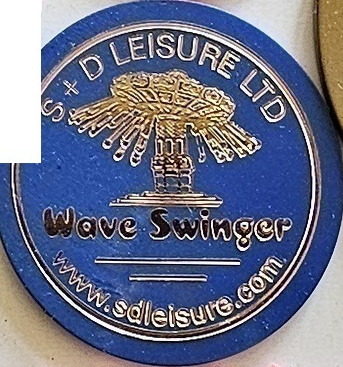 S + D LEISURE LTD
Wave Swinger
www.sdleisure.com